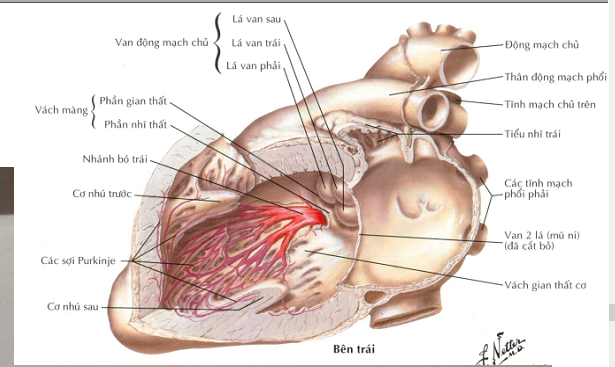 Lá van sau
Van động mạch chủ
Lá van trái
Lá van phải
Vách màng
Phần gian thất
Phần nhĩ thất
Nhánh bó trái
Cơ nhú trước
Các sợi Purkinje
Cơ nhú sau
Động mạch chủ
Thân động mạch phổi
Tĩnh mạch chủ trên
Tiểu nhĩ trái
Các tĩnh mạch
phổi phải
Van 2 lá (mũ ni)
(đã cắt bỏ)
Vách gian thất cơ
Bên trái
F. Netter
M.D.